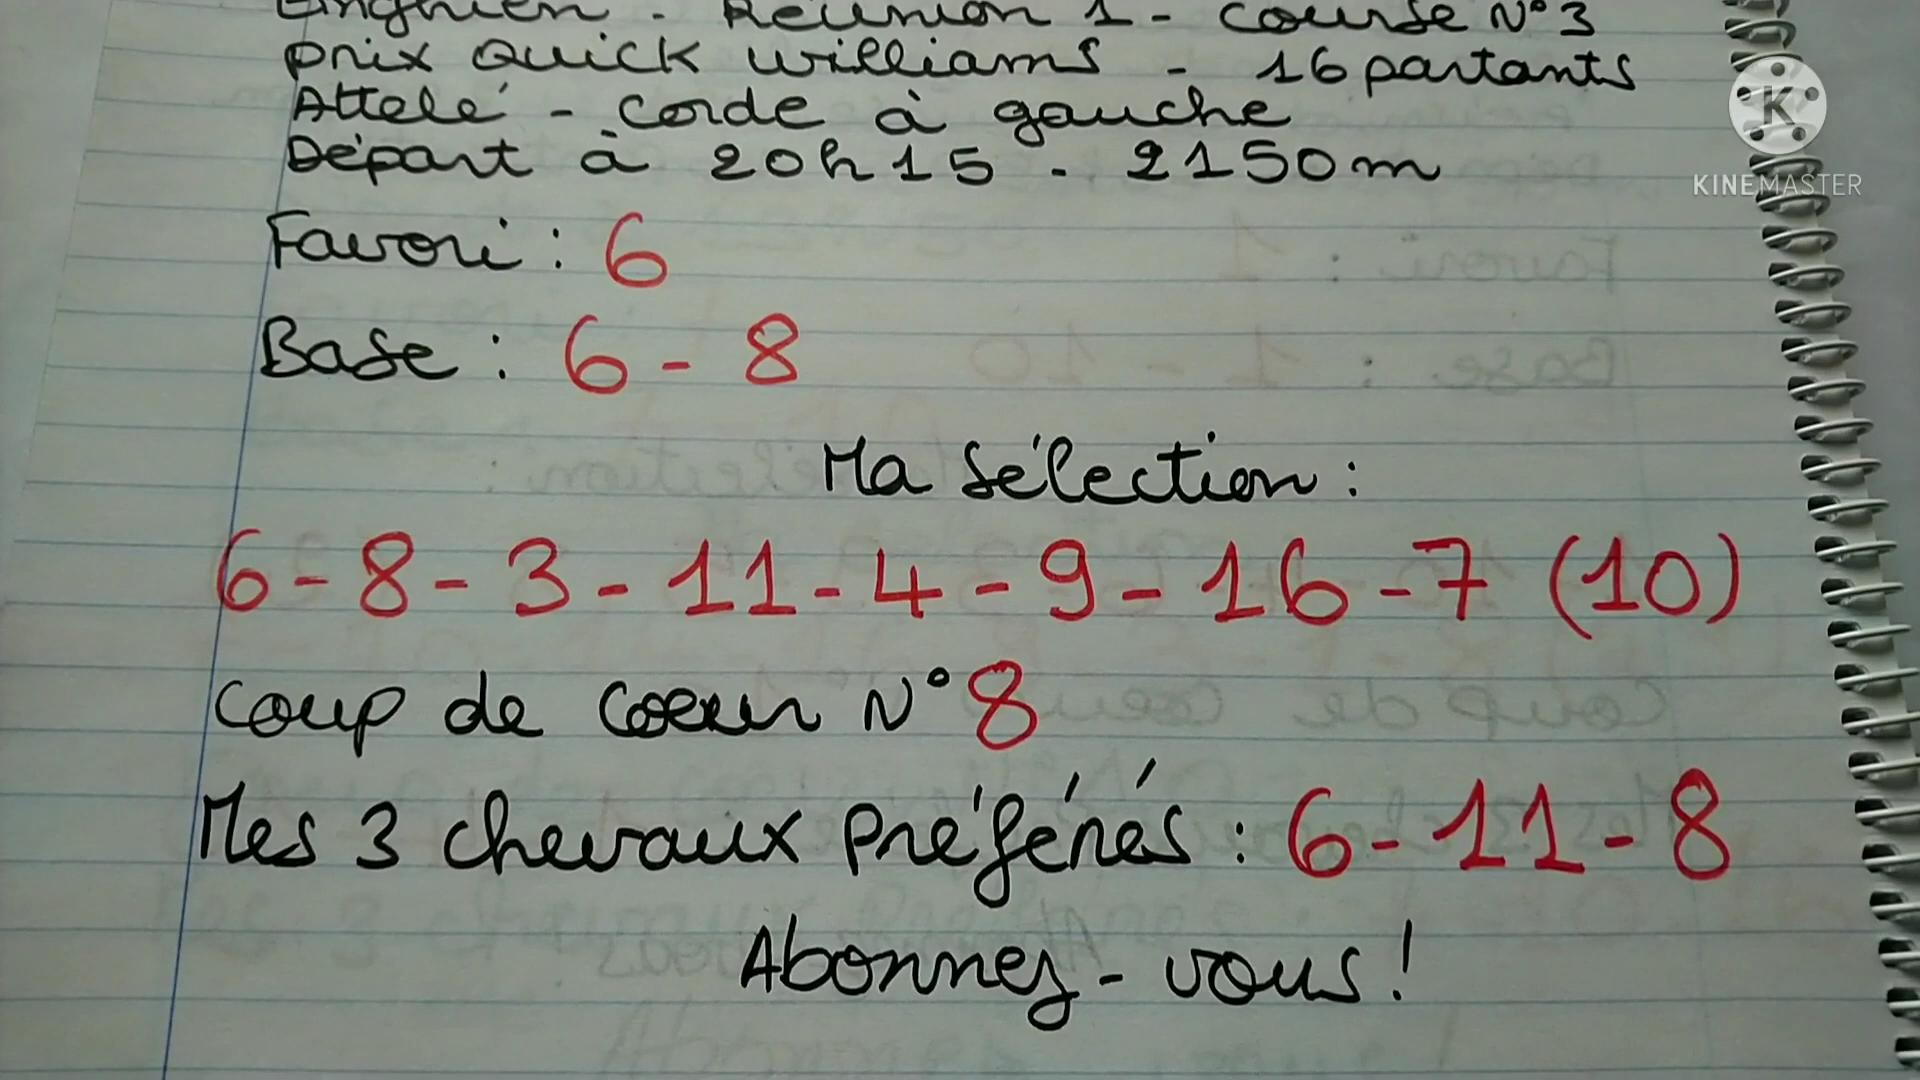 Enghien - Réunion 1 - Course N°3
Prix Quick Williams - 16 partants
Attelé - Corde à gauche
Départ à 20h15 - 2150m
Favori : 6
Base : 6 - 8
Ma Sélection :
6 - 8 - 3 - 11 - 4 - 9 - 16 - 7 (10)
Coup de Coeur N°8
Mes 3 chevaux préférés : 6 - 11 - 8
Abonnez-vous !
K
KINEMASTER